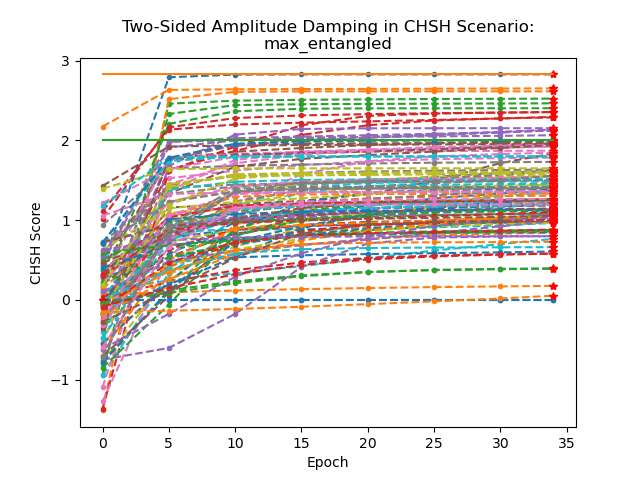 Two-Sided Amplitude Damping in CHSH Scenario:
max_entangled
CHSH Score
3
2
1
0
−1
0 5 10 15 20 25 30 35
Epoch